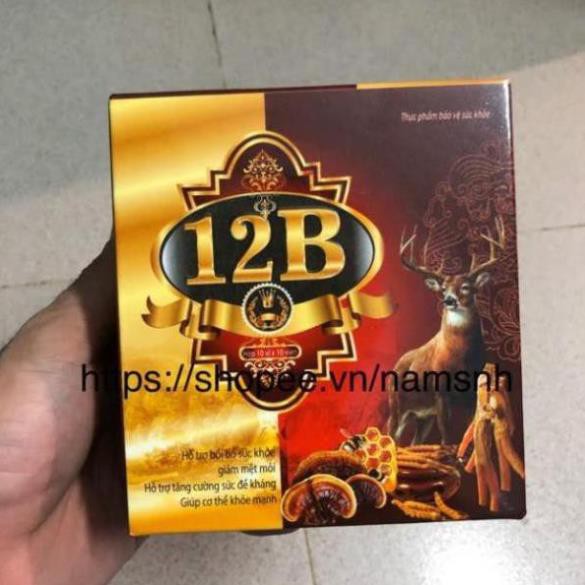 Thực phẩm bảo vệ sức khỏe
12B
Hộp 10 vỉ x 10 viên
https://shopee.vn/namsnh
Hỗ trợ bồi bổ sức khỏe
giảm mệt mỏi
Hỗ trợ tăng cường sức đề kháng
Giúp cơ thể khỏe mạnh